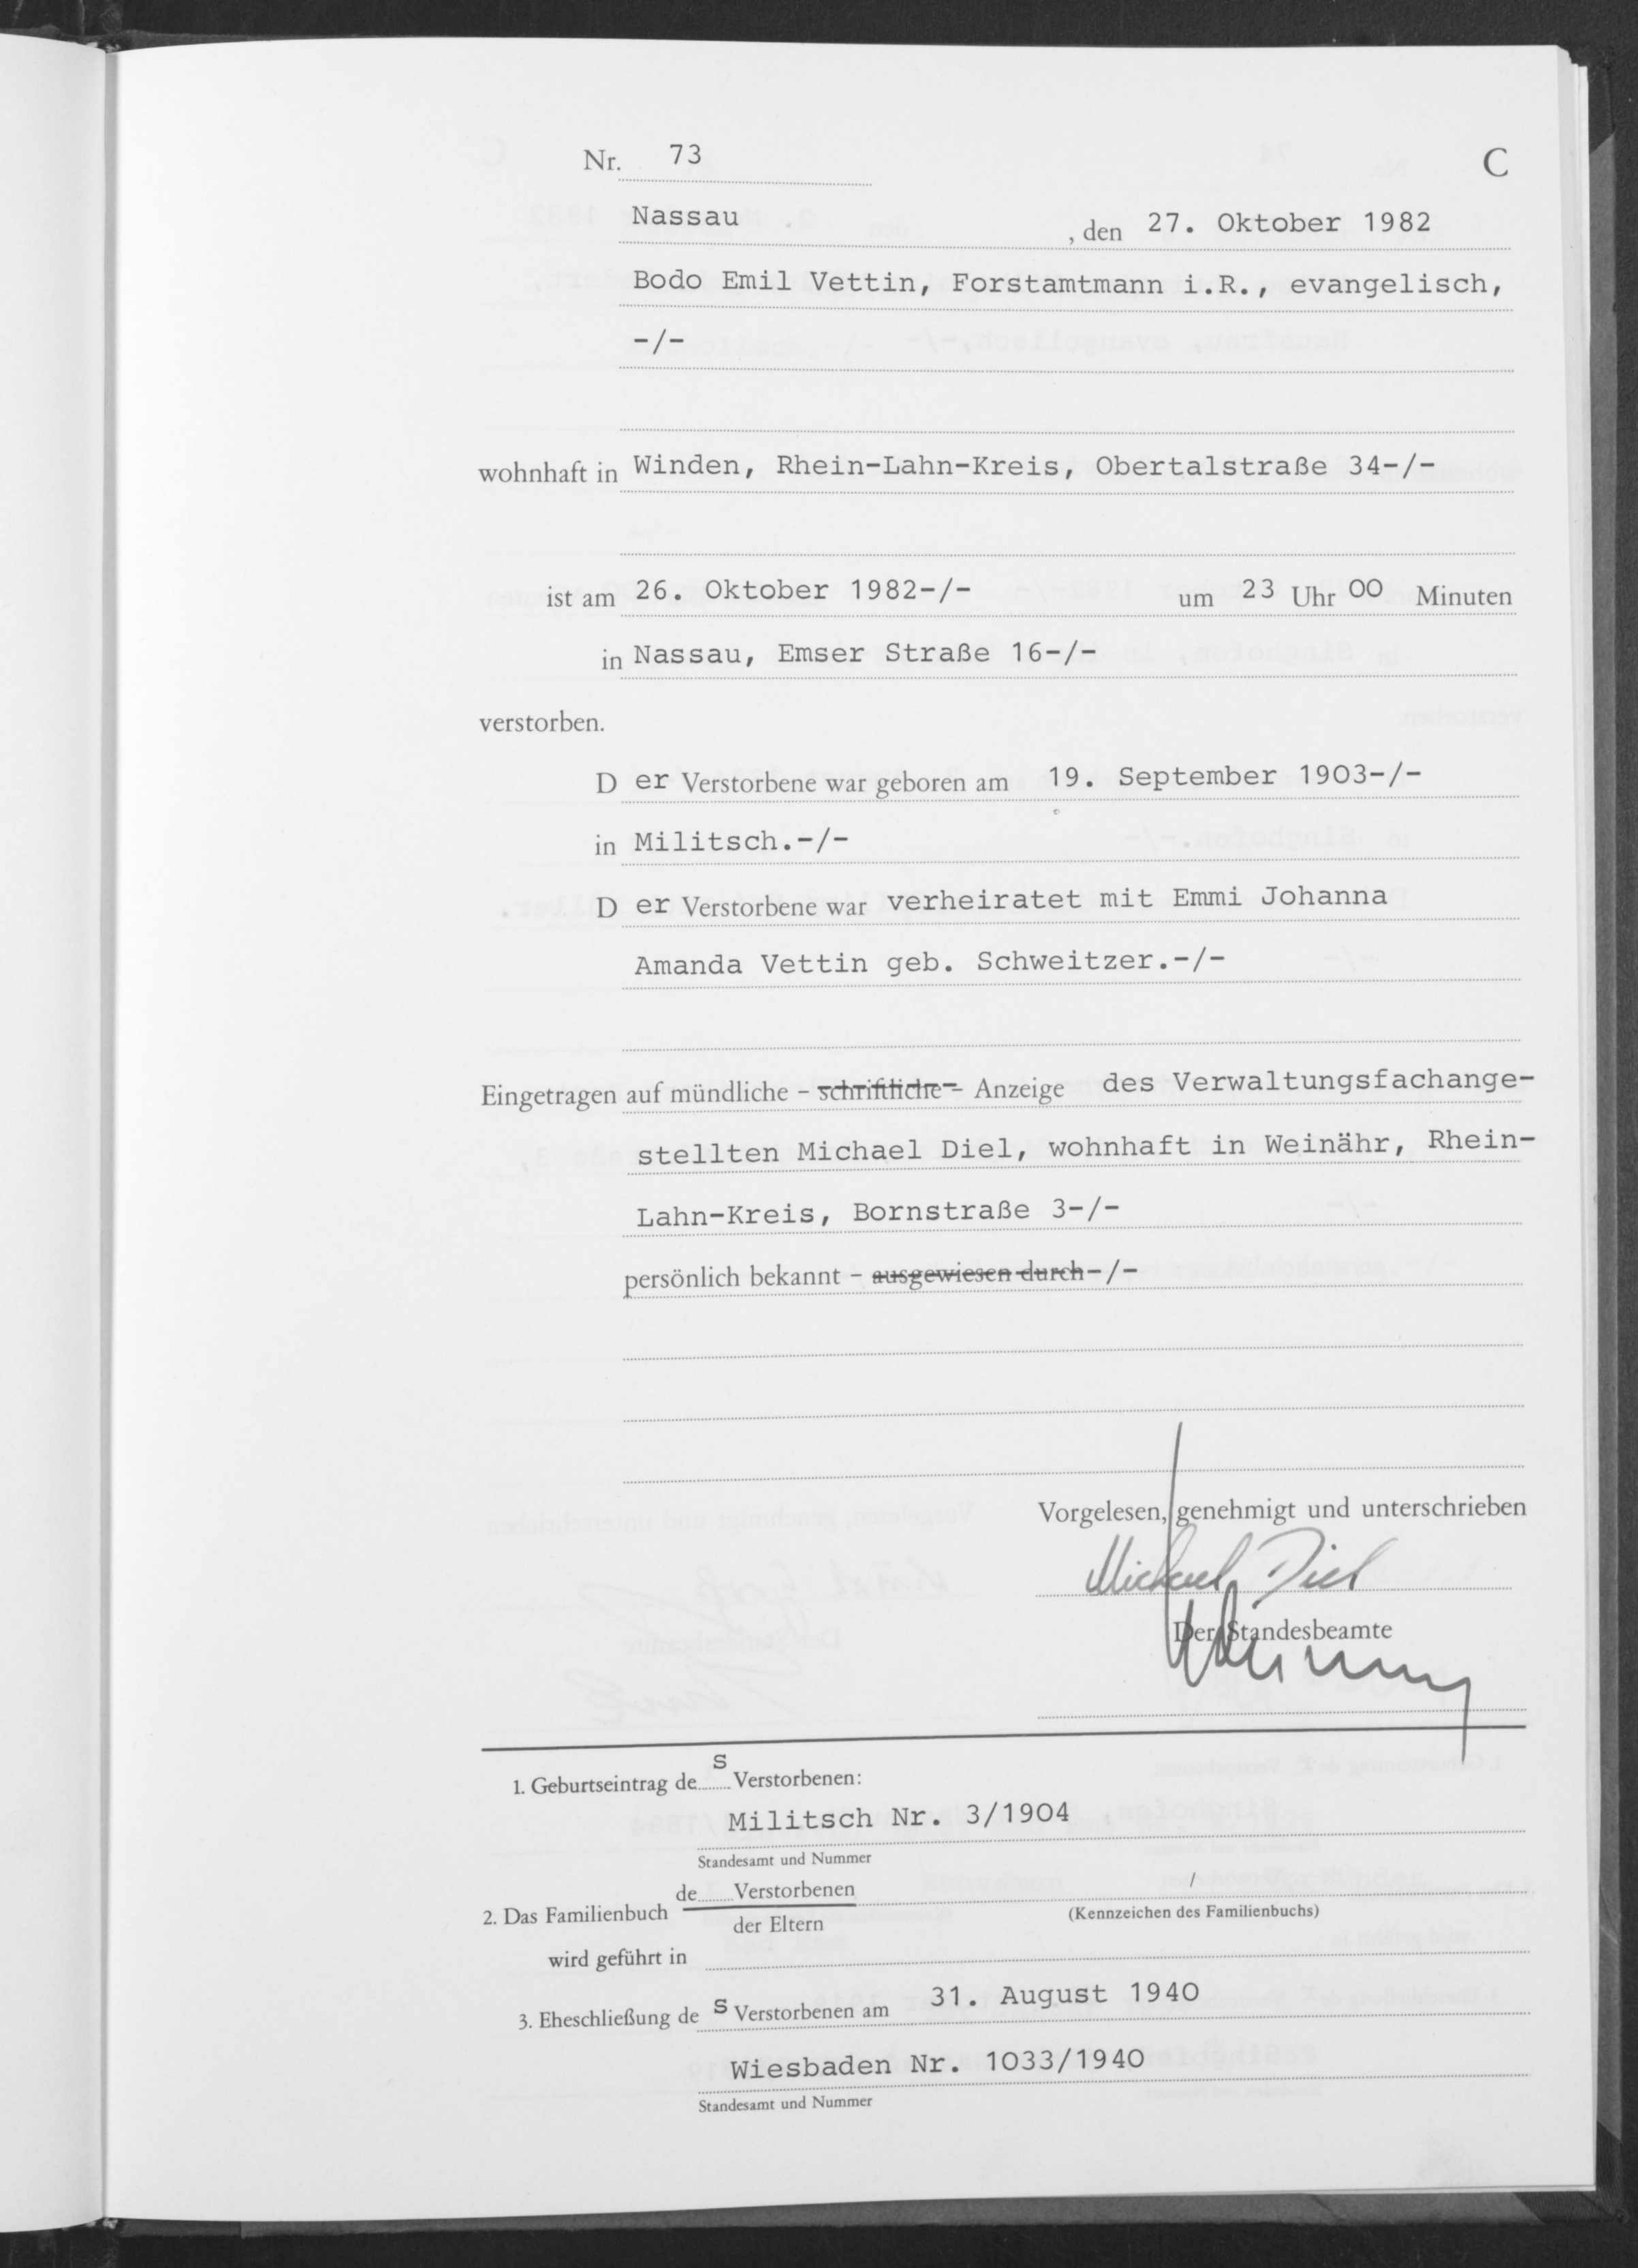 Nr. 73 C
Nassau , den 27. Oktober 1982
Bodo Emil Vettin, Forstamtmann i.R., evangelisch,
-/-
wohnhaft in Winden, Rhein-Lahn-Kreis, Obertalstraße 34-/-
ist am 26. Oktober 1982-/- um 23 Uhr 00 Minuten
in Nassau, Emser Straße 16-/-
verstorben.
D er Verstorbene war geboren am 19. September 1903-/-
in Militsch.-/-
D er Verstorbene war verheiratet mit Emmi Johanna
Amanda Vettin geb. Schweitzer.-/-
Eingetragen auf mündliche - schriftliche - Anzeige des Verwaltungsfachange-
stellten Michael Diel, wohnhaft in Weinähr, Rhein-
Lahn-Kreis, Bornstraße 3-/-
persönlich bekannt - ausgewiesen durch -/-
Vorgelesen, genehmigt und unterschrieben
Michael Diel
Der Standesbeamte
1. Geburtseintrag des Verstorbenen:
Militsch Nr. 3/1904
Standesamt und Nummer
de Verstorbenen /
2. Das Familienbuch
der Eltern
(Kennzeichen des Familienbuchs)
wird geführt in
3. Eheschließung de s Verstorbenen am 31. August 1940
Wiesbaden Nr. 1033/1940
Standesamt und Nummer